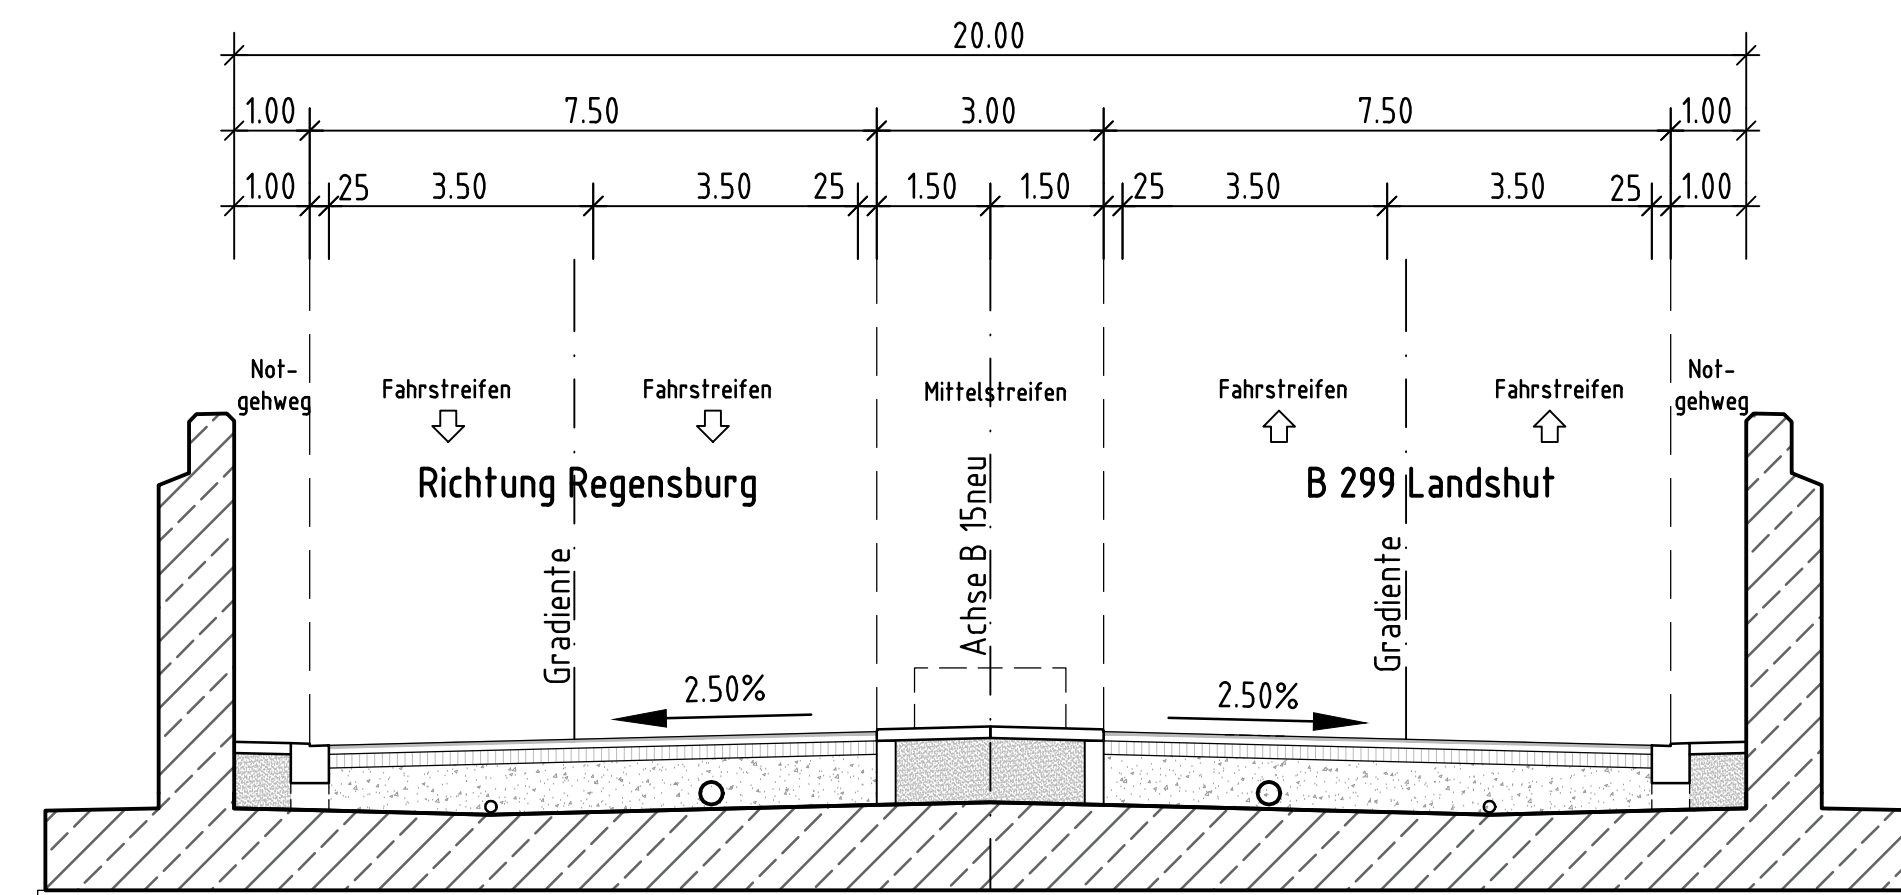 20.00
1.00 7.50 3.00 7.50 1.00
1.00 25 3.50 3.50 25 1.50 1.50 25 3.50 3.50 25 1.00
Not-
gehweg
Fahrstreifen
Fahrstreifen
Mittelstreifen
Fahrstreifen
Fahrstreifen
Not-
gehweg
Richtung Regensburg
B 299 Landshut
Gradiente
Achse B 15neu
Gradiente
2.50%
2.50%